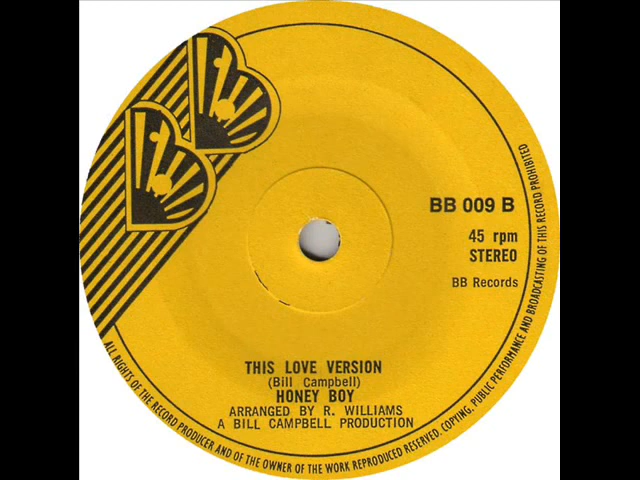 BB 009 B
45 rpm
STEREO
BB Records
THIS LOVE VERSION
(Bill Campbell)
HONEY BOY
ARRANGED BY R. WILLIAMS
A BILL CAMPBELL PRODUCTION
ALL RIGHTS OF THE RECORD PRODUCER AND OF THE OWNER OF THE WORK REPRODUCED RESERVED. COPYING, PUBLIC PERFORMANCE AND BROADCASTING OF THIS RECORD PROHIBITED